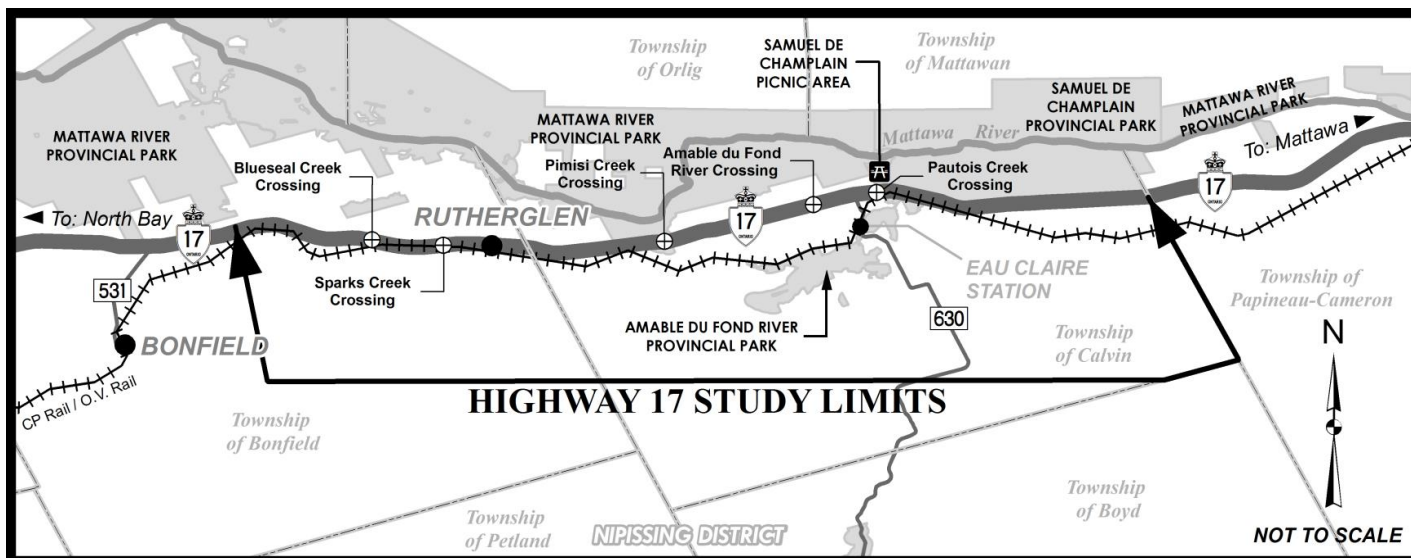 Township
of Orlig
SAMUEL DE
CHAMPLAIN
PICNIC AREA
Township
of Mattawan
MATTAWA RIVER
PROVINCIAL PARK
MATTAWA RIVER
PROVINCIAL PARK
SAMUEL DE
CHAMPLAIN
PROVINCIAL PARK
MATTAWA RIVER
PROVINCIAL PARK
Mattawa River
To: Mattawa
Blueseal Creek
Crossing
Pimisi Creek
Crossing
Amable du Fond
River Crossing
Pautois Creek
Crossing
To: North Bay
17
ONTARIO
RUTHERGLEN
17
ONTARIO
17
ONTARIO
Sparks Creek
Crossing
531
BONFIELD
EAU CLAIRE
STATION
AMABLE DU FOND RIVER
PROVINCIAL PARK
630
Township of
Papineau-Cameron
Township
of Calvin
N
CP Rail / O.V. Rail
HIGHWAY 17 STUDY LIMITS
Township
of Bonfield
Township
of Petland
NIPISSING DISTRICT
Township
of Boyd
NOT TO SCALE